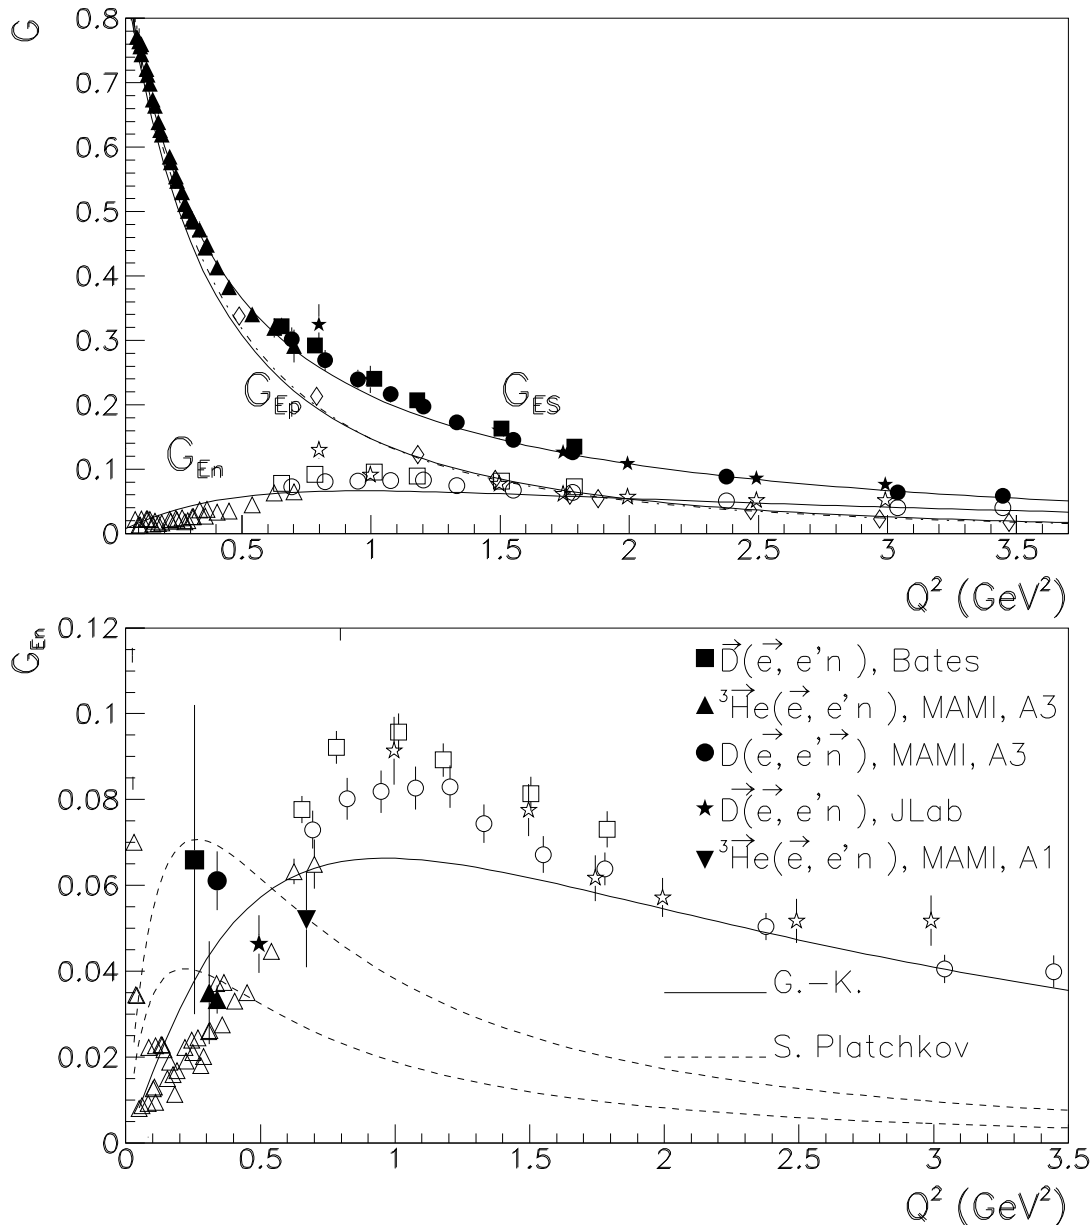 G
0.8
0.7
0.6
0.5
0.4
0.3
0.2
0.1
0
G_Ep
G_ES
G_En
0.5 1 1.5 2 2.5 3 3.5
Q² (GeV²)
G_En
0.12
0.1
0.08
0.06
0.04
0.02
0
D⃗(e⃗, e'n ), Bates
³H⃗e(e⃗, e'n ), MAMI, A3
D(e⃗, e'n⃗), MAMI, A3
D⃗(e⃗, e'n ), JLab
³H⃗e(e⃗, e'n ), MAMI, A1
G.–K.
S. Platchkov
0 0.5 1 1.5 2 2.5 3 3.5
Q² (GeV²)